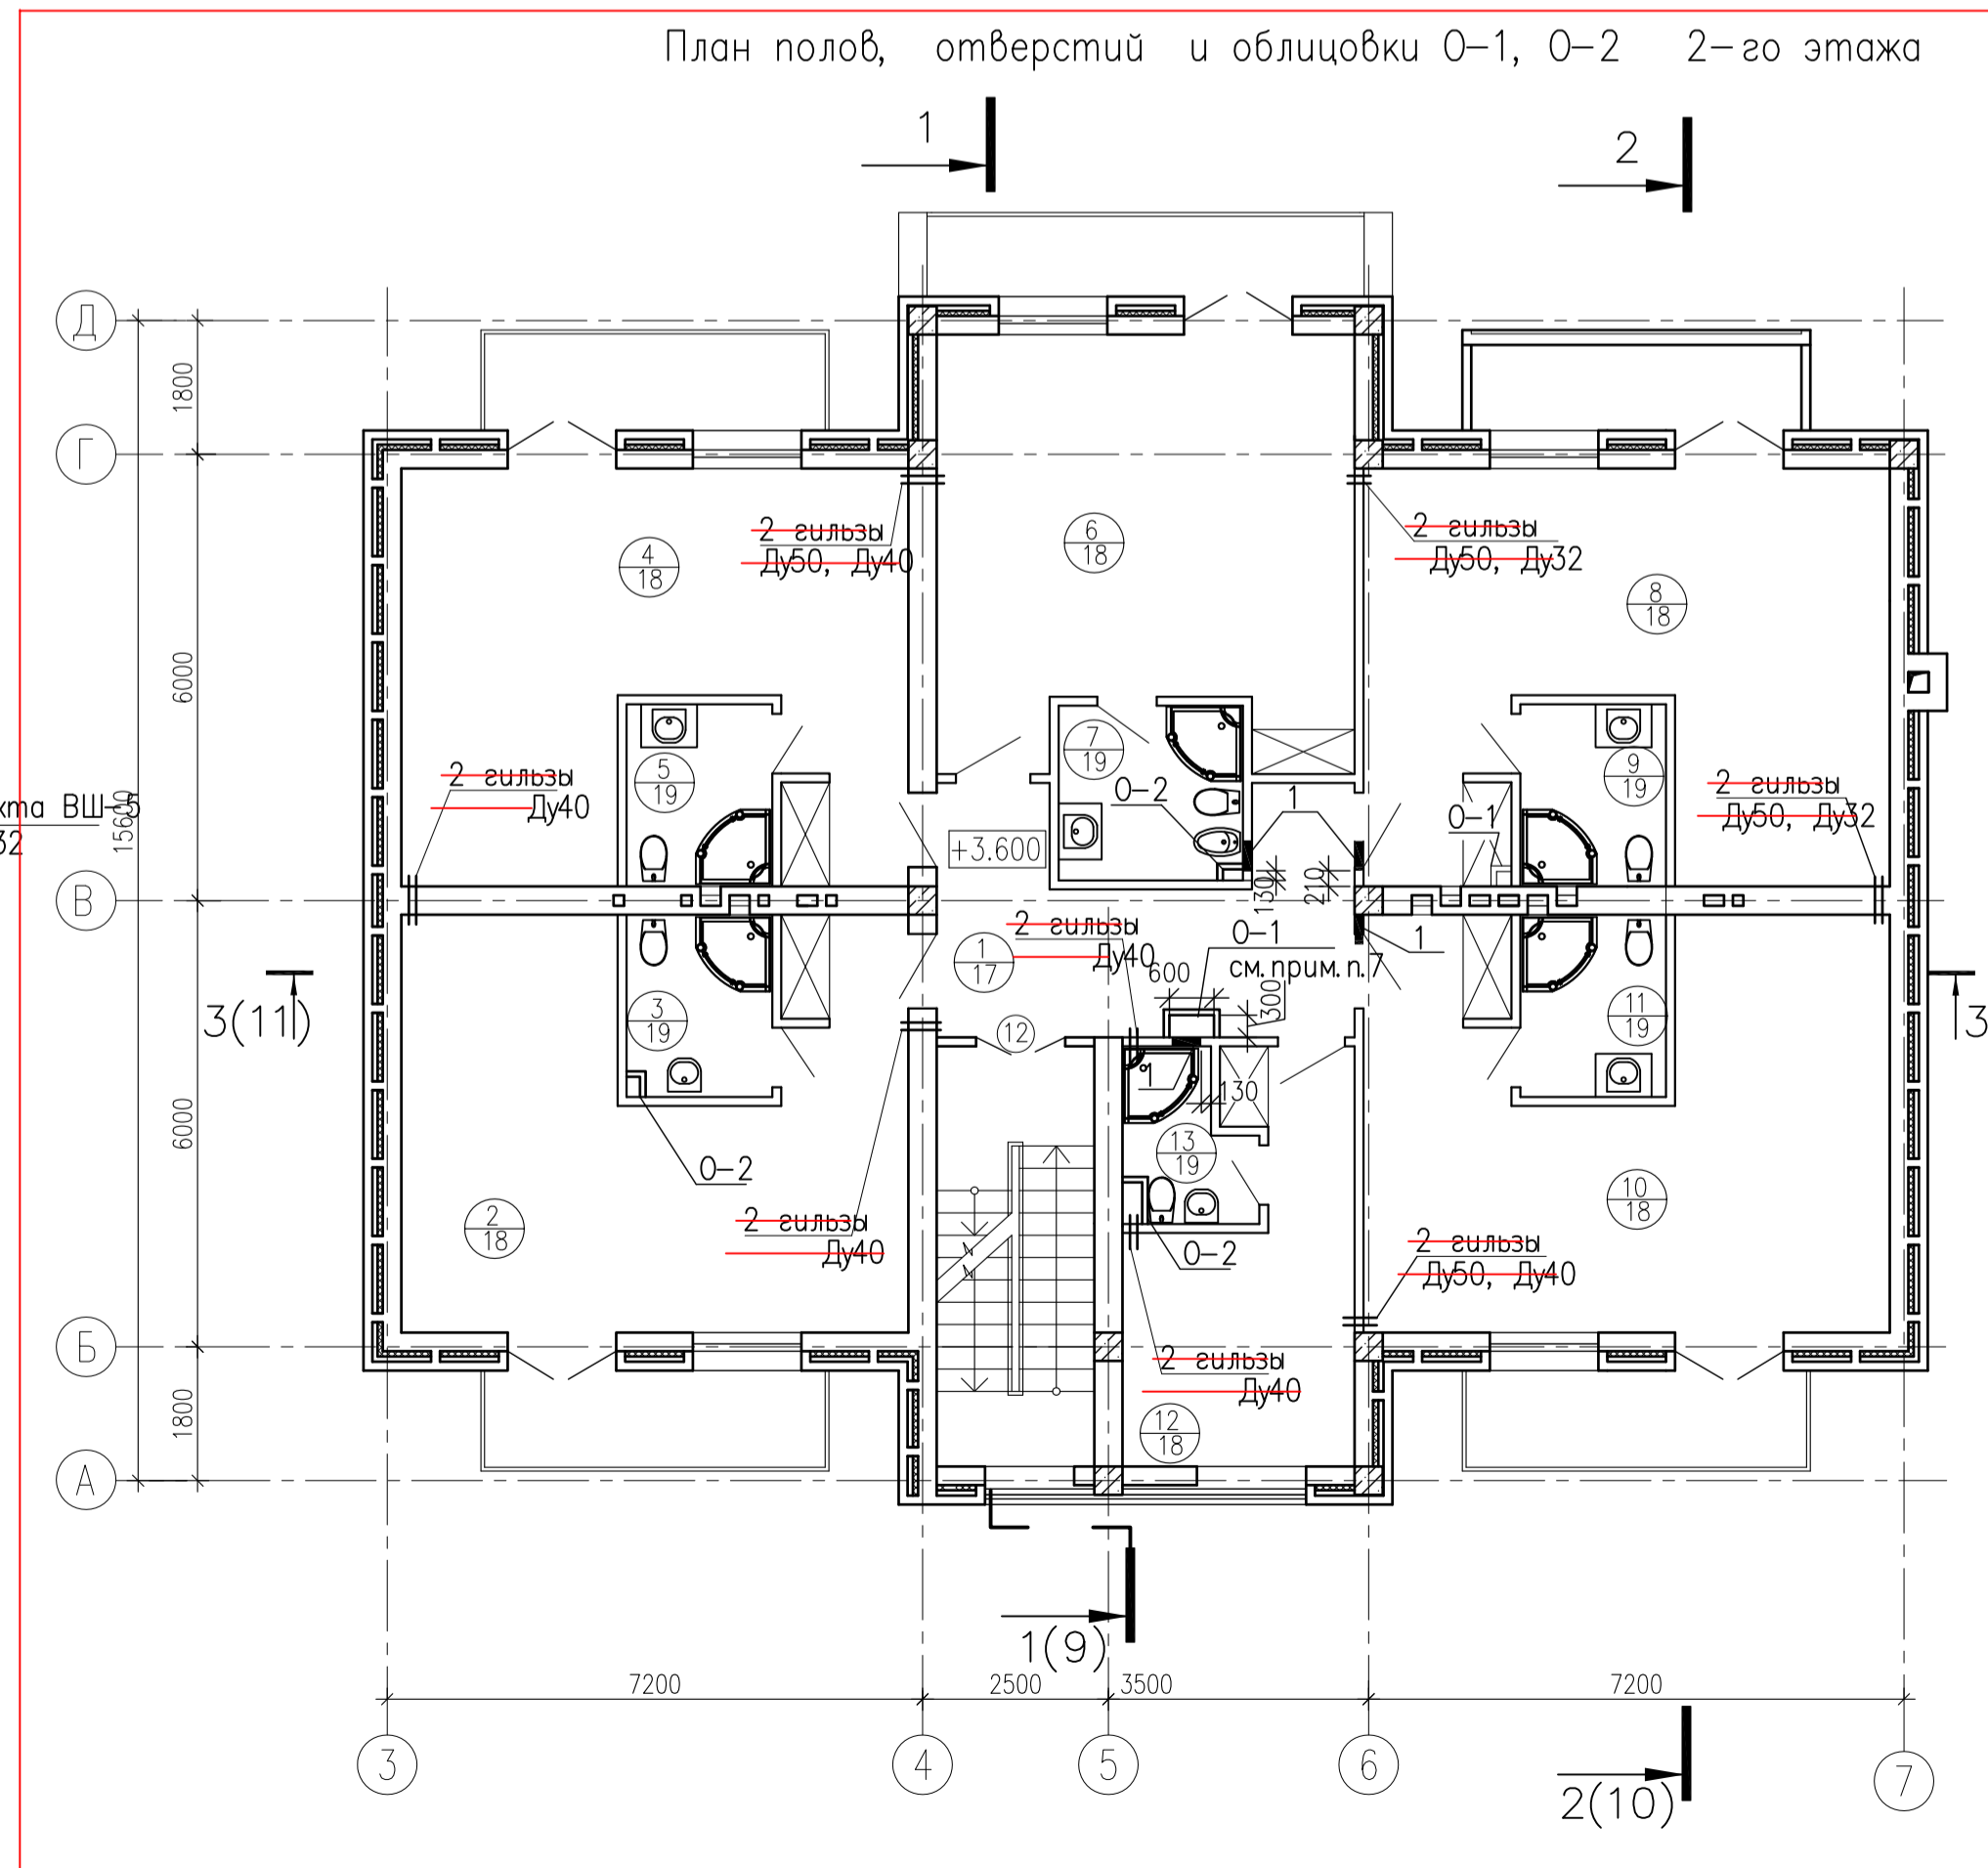 План полов, отверстий и облицовки О-1, О-2 2-го этажа
1
2
Д
1800
Г
2 гильзы
Ду50, Ду40
6
18
2 гильзы
Ду50, Ду32
4
18
8
18
6000
7
19
5
19
9
19
2 гильзы
Ду40
О-2
1
О-1
2 гильзы
Ду50, Ду32
ВШ-5
32
15600
+3.600
В
130
210
2 гильзы
Ду40
О-1
см. прим. п. 7
1
1
17
600
300
3(11)
3
19
12
11
19
3
1
130
6000
13
19
О-2
2
18
10
18
2 гильзы
Ду40
О-2
2 гильзы
Ду50, Ду40
Б
2 гильзы
Ду40
1800
12
18
А
1(9)
7200
2500
3500
7200
3
4
5
6
7
2(10)